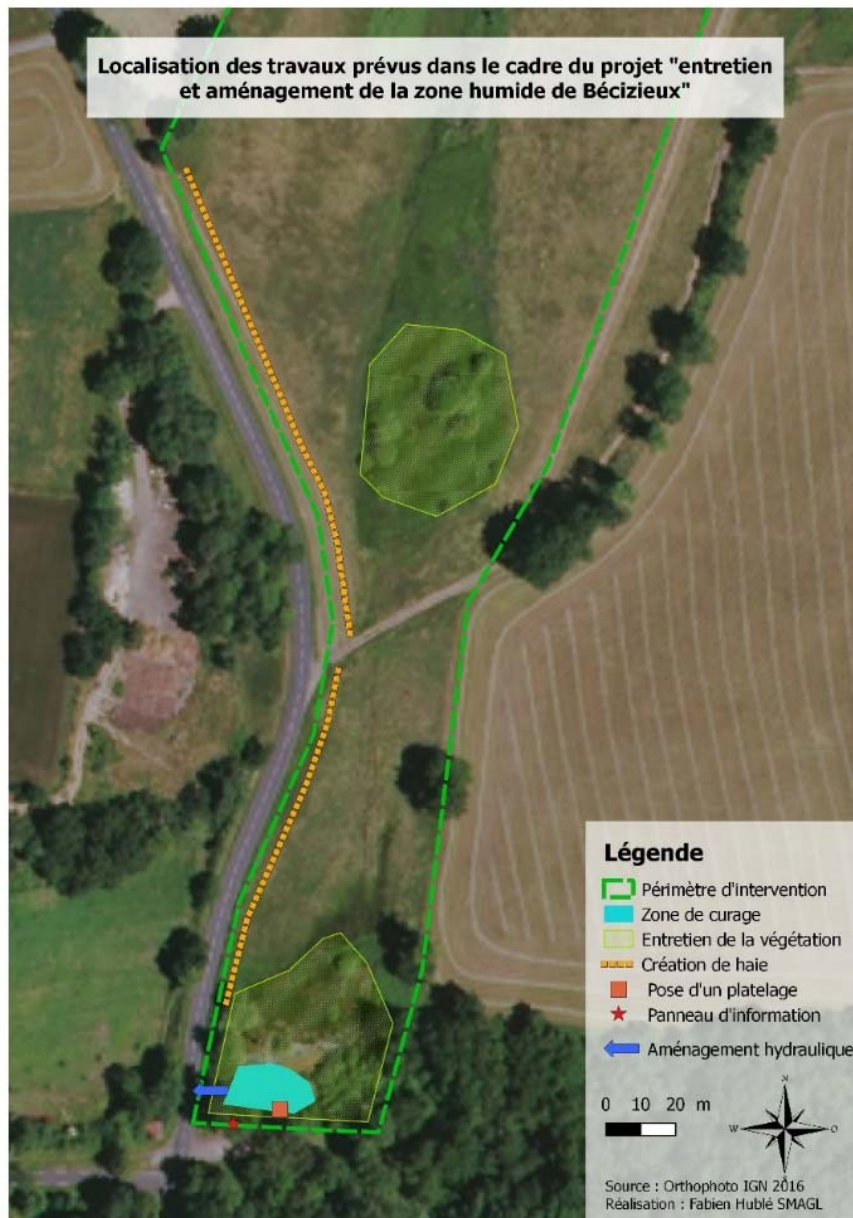 Localisation des travaux prévus dans le cadre du projet "entretien
et aménagement de la zone humide de Bécizieux"
Légende
Périmètre d'intervention
Zone de curage
Entretien de la végétation
Création de haie
Pose d'un platelage
Panneau d'information
Aménagement hydraulique
0 10 20 m
N
W O
S
Source : Orthophoto IGN 2016
Réalisation : Fabien Hublé SMAGL